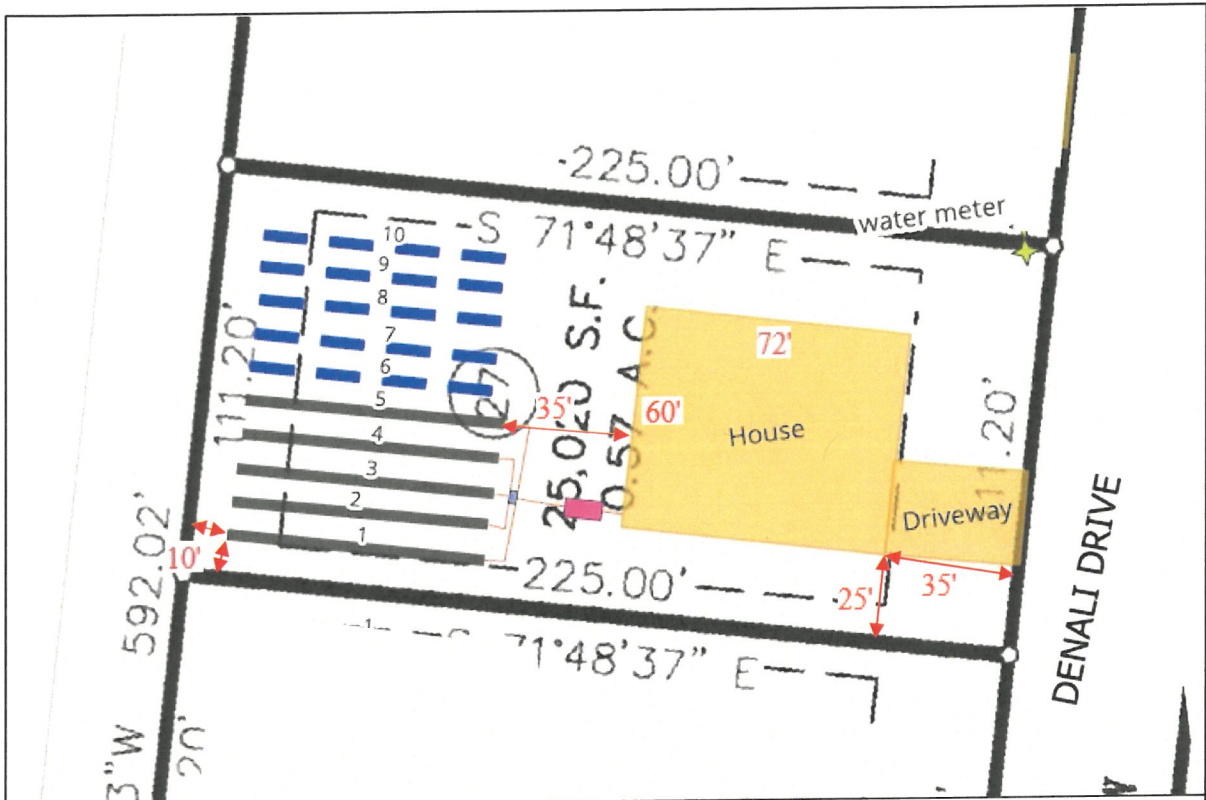 -225.00'
water meter
S 71°48'37" E
10
9
8
7
6
5
4
3
2
1
111.20'
27
25,020 S.F.
0.57 A.C.
35'
72'
60'
House
Driveway
11.20'
10'
225.00'
25'
35'
592.02'
DENALI DRIVE
71°48'37" E
3"W
20'